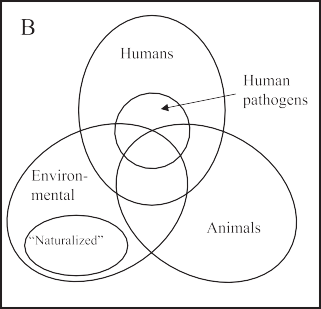 B
Humans
Human
pathogens
Environ-
mental
"Naturalized"
Animals